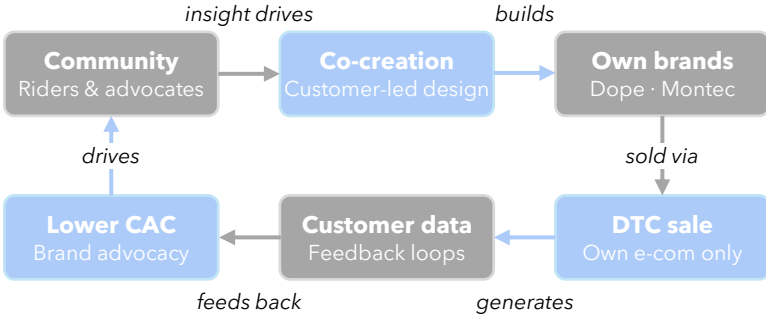 insight drives
builds
Community
Riders & advocates
Co-creation
Customer-led design
Own brands
Dope · Montec
drives
sold via
Lower CAC
Brand advocacy
Customer data
Feedback loops
DTC sale
Own e-com only
feeds back
generates